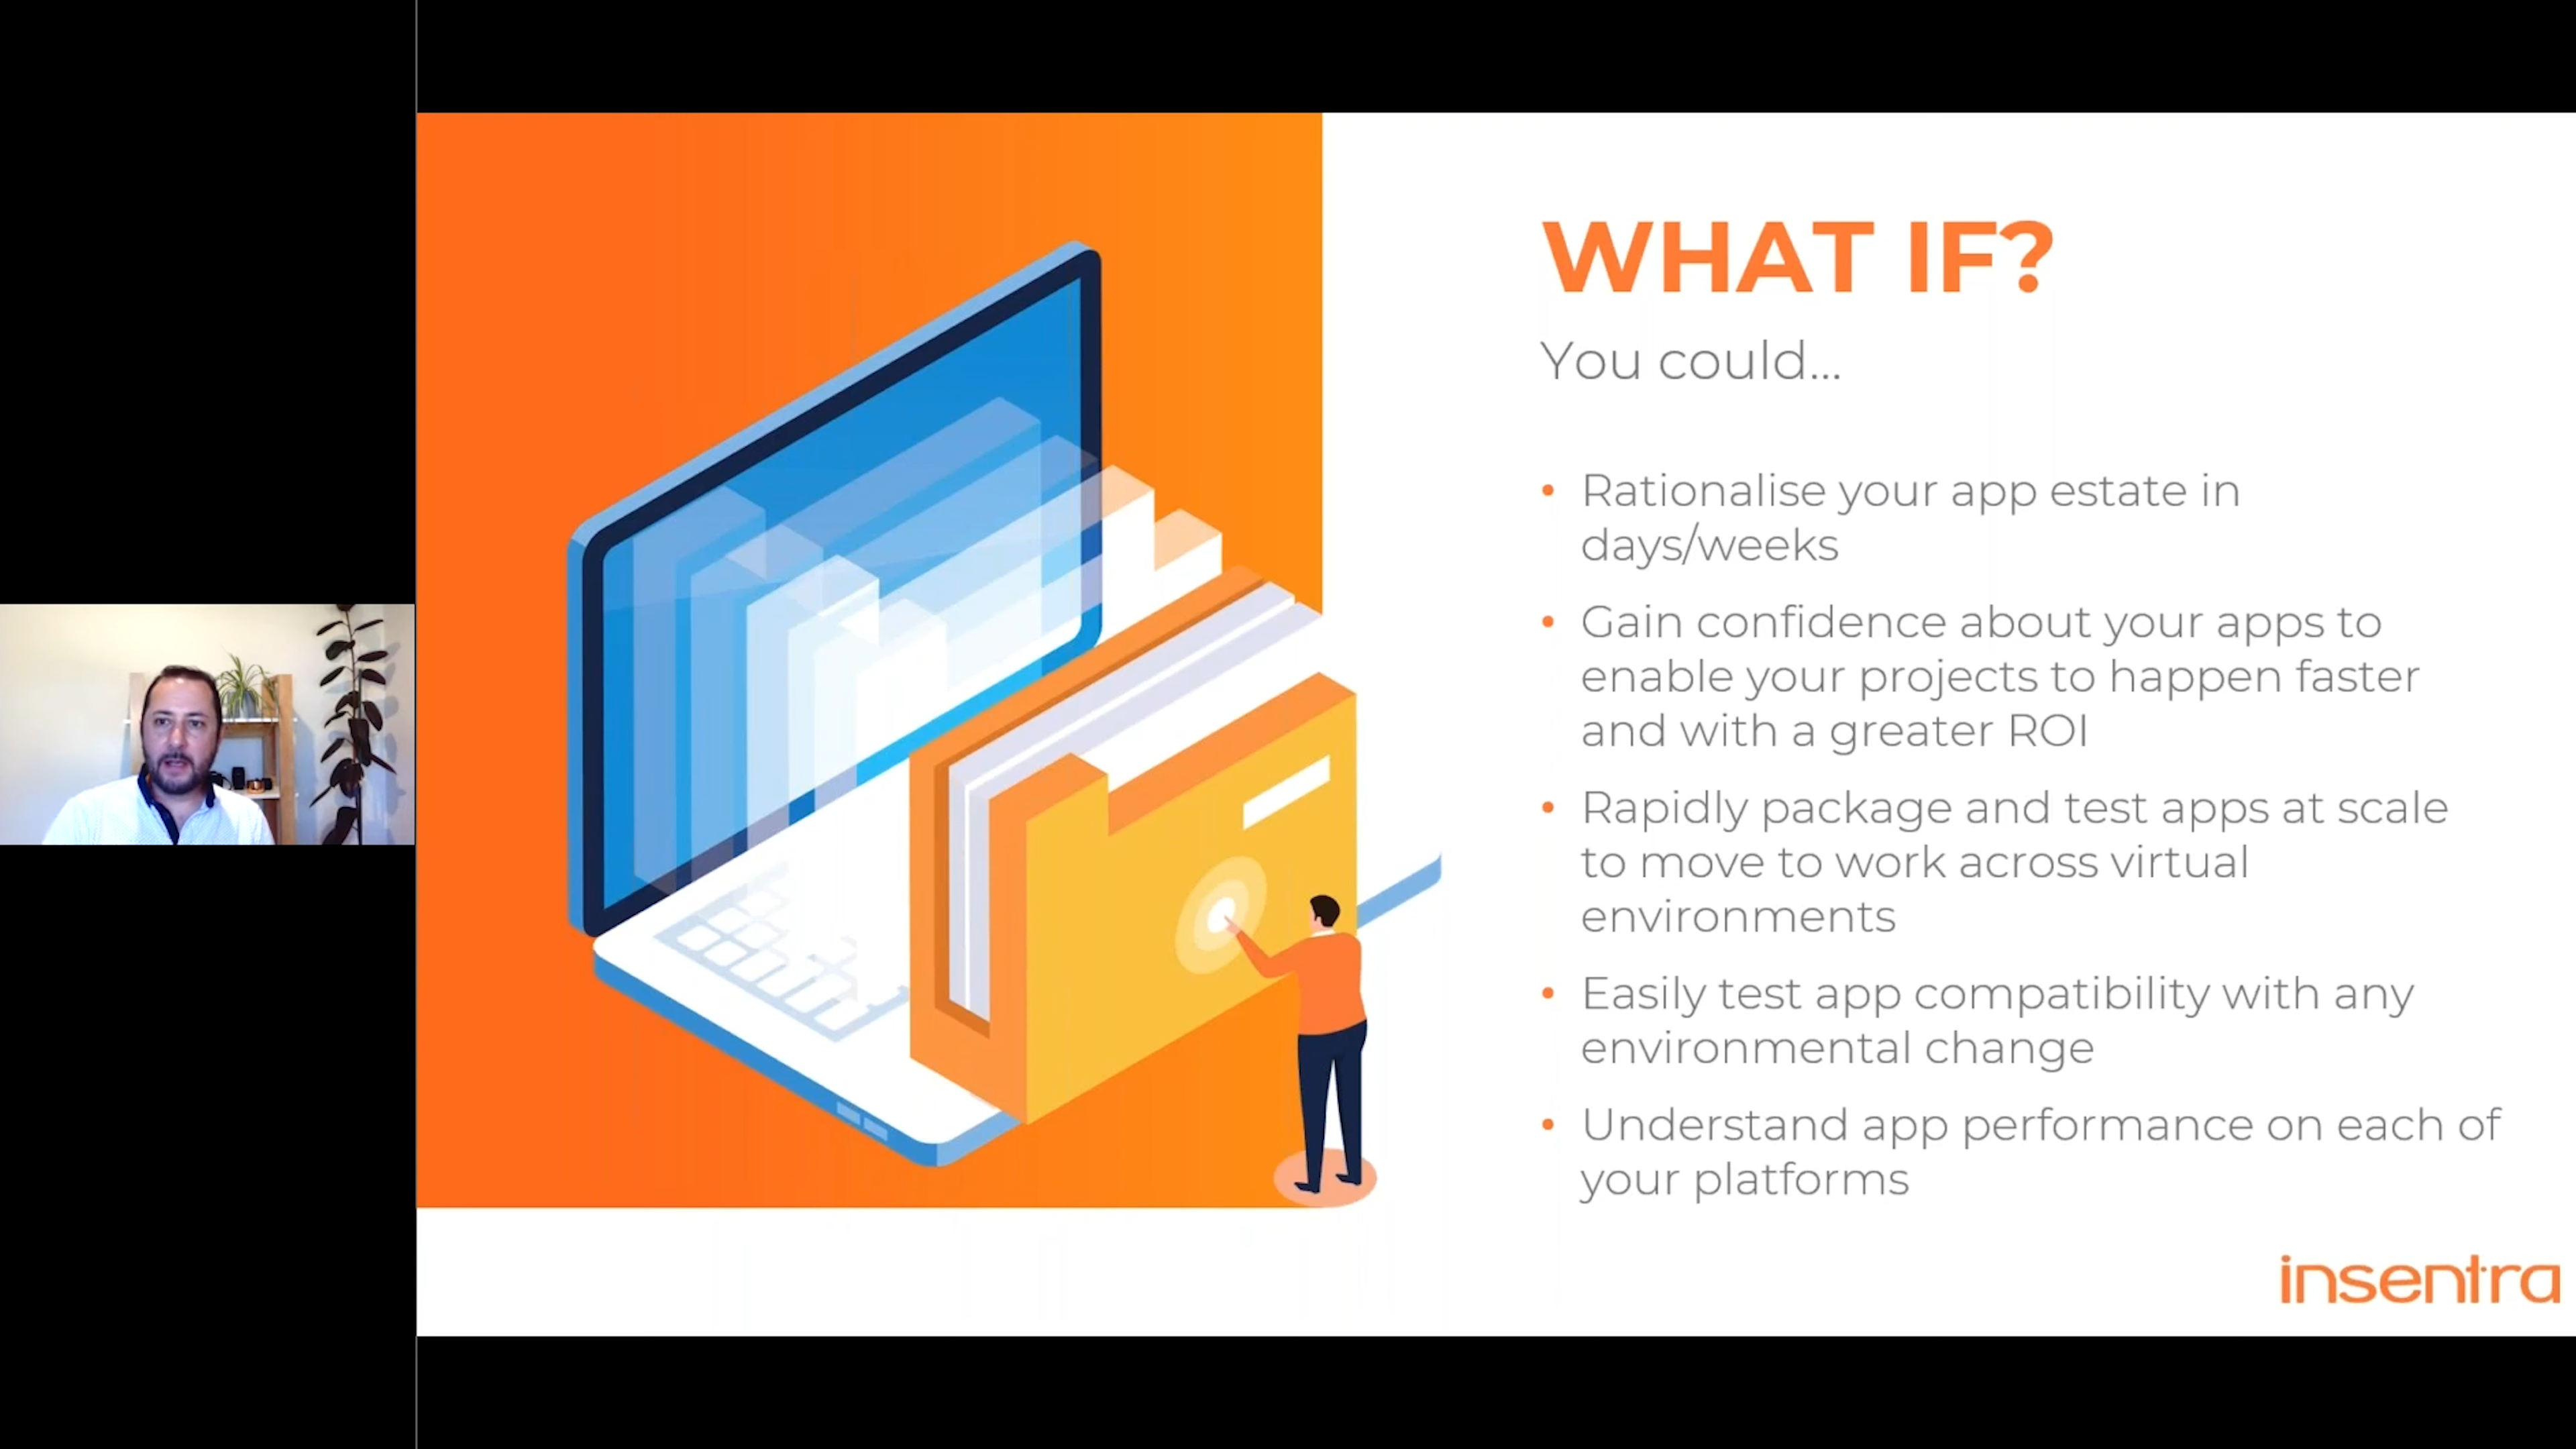 WHAT IF?
You could...
• Rationalise your app estate in
days/weeks
• Gain confidence about your apps to
enable your projects to happen faster
and with a greater ROI
• Rapidly package and test apps at scale
to move to work across virtual
environments
• Easily test app compatibility with any
environmental change
• Understand app performance on each of
your platforms
insentra